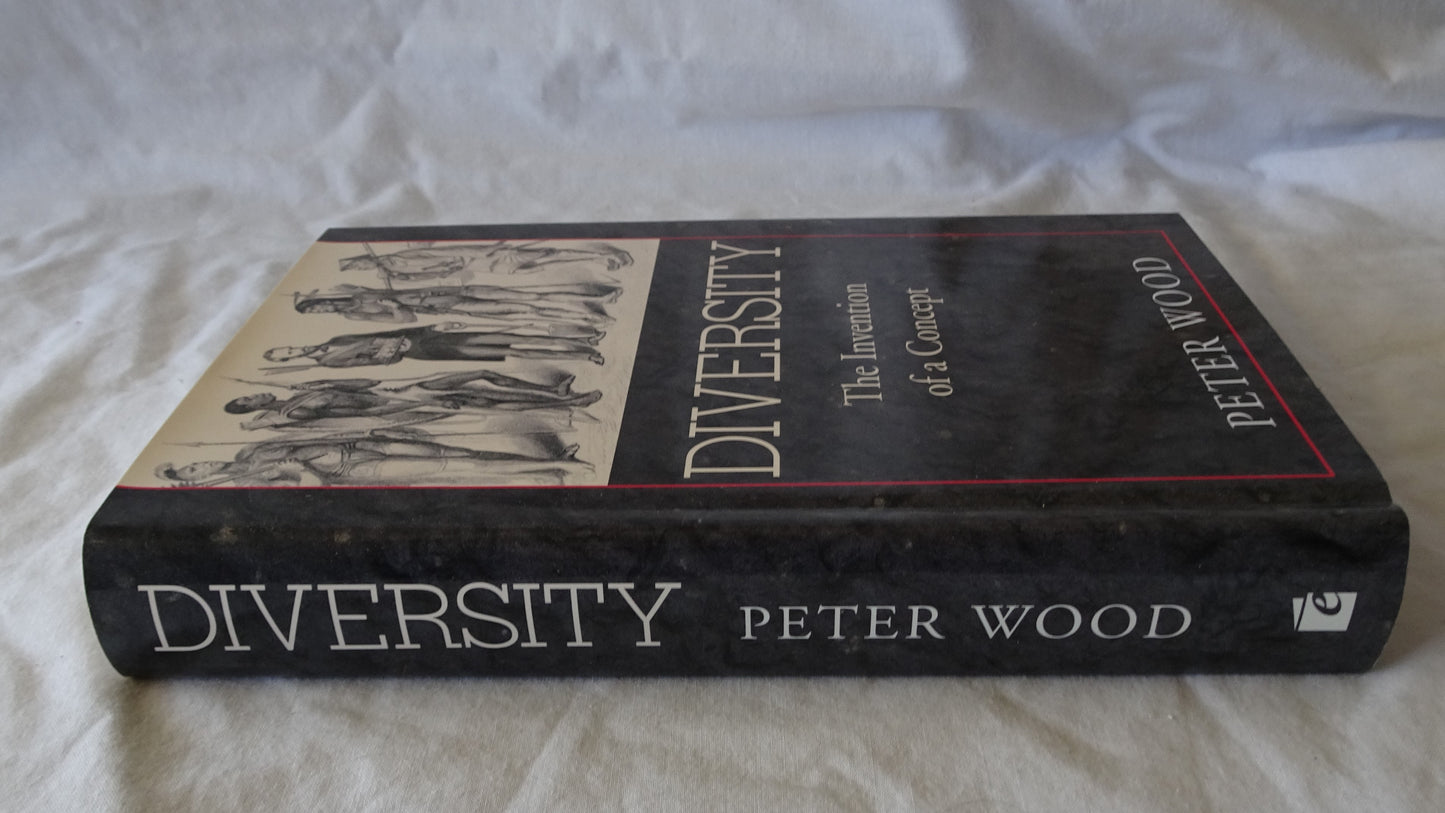 DIVERSITY
The Invention
of a Concept
PETER WOOD
DIVERSITY PETER WOOD
e